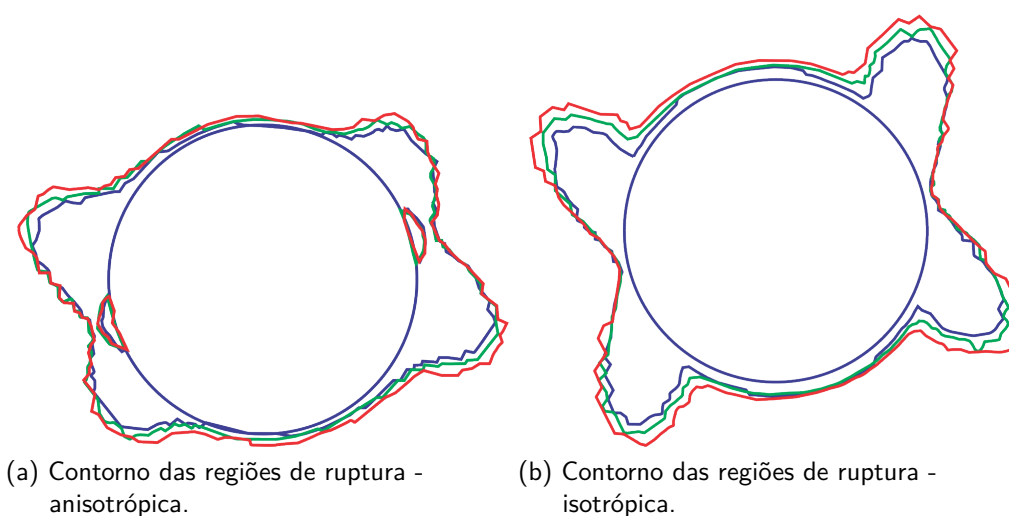 (a) Contorno das regiões de ruptura -
anisotrópica.
(b) Contorno das regiões de ruptura -
isotrópica.